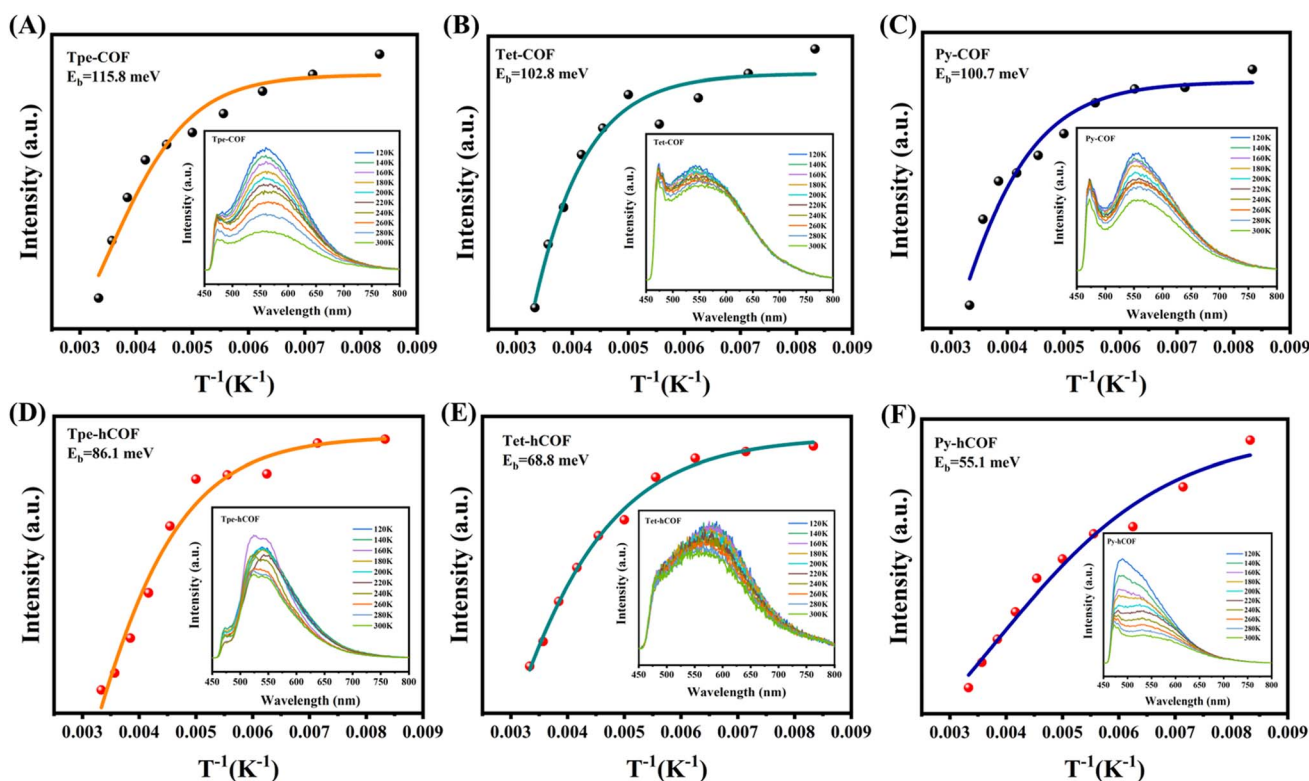 (A)
Tpe-COF
E_b=115.8 meV
Intensity (a.u.)
Tpe-COF
Intensity (a.u.)
120K
140K
160K
180K
200K
220K
240K
260K
280K
300K
450 500 550 600 650 700 750 800
Wavelength (nm)
0.003 0.004 0.005 0.006 0.007 0.008 0.009
T⁻¹(K⁻¹)
(B)
Tet-COF
E_b=102.8 meV
Intensity (a.u.)
Tet-COF
Intensity (a.u.)
120K
140K
160K
180K
200K
220K
240K
260K
280K
300K
450 500 550 600 650 700 750 800
Wavelength (nm)
0.003 0.004 0.005 0.006 0.007 0.008 0.009
T⁻¹(K⁻¹)
(C)
Py-COF
E_b=100.7 meV
Intensity (a.u.)
Py-COF
Intensity (a.u.)
120K
140K
160K
180K
200K
220K
240K
260K
280K
300K
450 500 550 600 650 700 750 800
Wavelength (nm)
0.003 0.004 0.005 0.006 0.007 0.008 0.009
T⁻¹(K⁻¹)
(D)
Tpe-hCOF
E_b=86.1 meV
Intensity (a.u.)
Tpe-hCOF
Intensity (a.u.)
120K
140K
160K
180K
200K
220K
240K
260K
280K
300K
450 500 550 600 650 700 750 800
Wavelength (nm)
0.003 0.004 0.005 0.006 0.007 0.008 0.009
T⁻¹(K⁻¹)
(E)
Tet-hCOF
E_b=68.8 meV
Intensity (a.u.)
Tet-hCOF
Intensity (a.u.)
120K
140K
160K
180K
200K
220K
240K
260K
280K
300K
450 500 550 600 650 700 750 800
Wavelength (nm)
0.003 0.004 0.005 0.006 0.007 0.008 0.009
T⁻¹(K⁻¹)
(F)
Py-hCOF
E_b=55.1 meV
Intensity (a.u.)
Py-hCOF
Intensity (a.u.)
120K
140K
160K
180K
200K
220K
240K
260K
280K
300K
450 500 550 600 650 700 750 800
Wavelength (nm)
0.003 0.004 0.005 0.006 0.007 0.008 0.009
T⁻¹(K⁻¹)